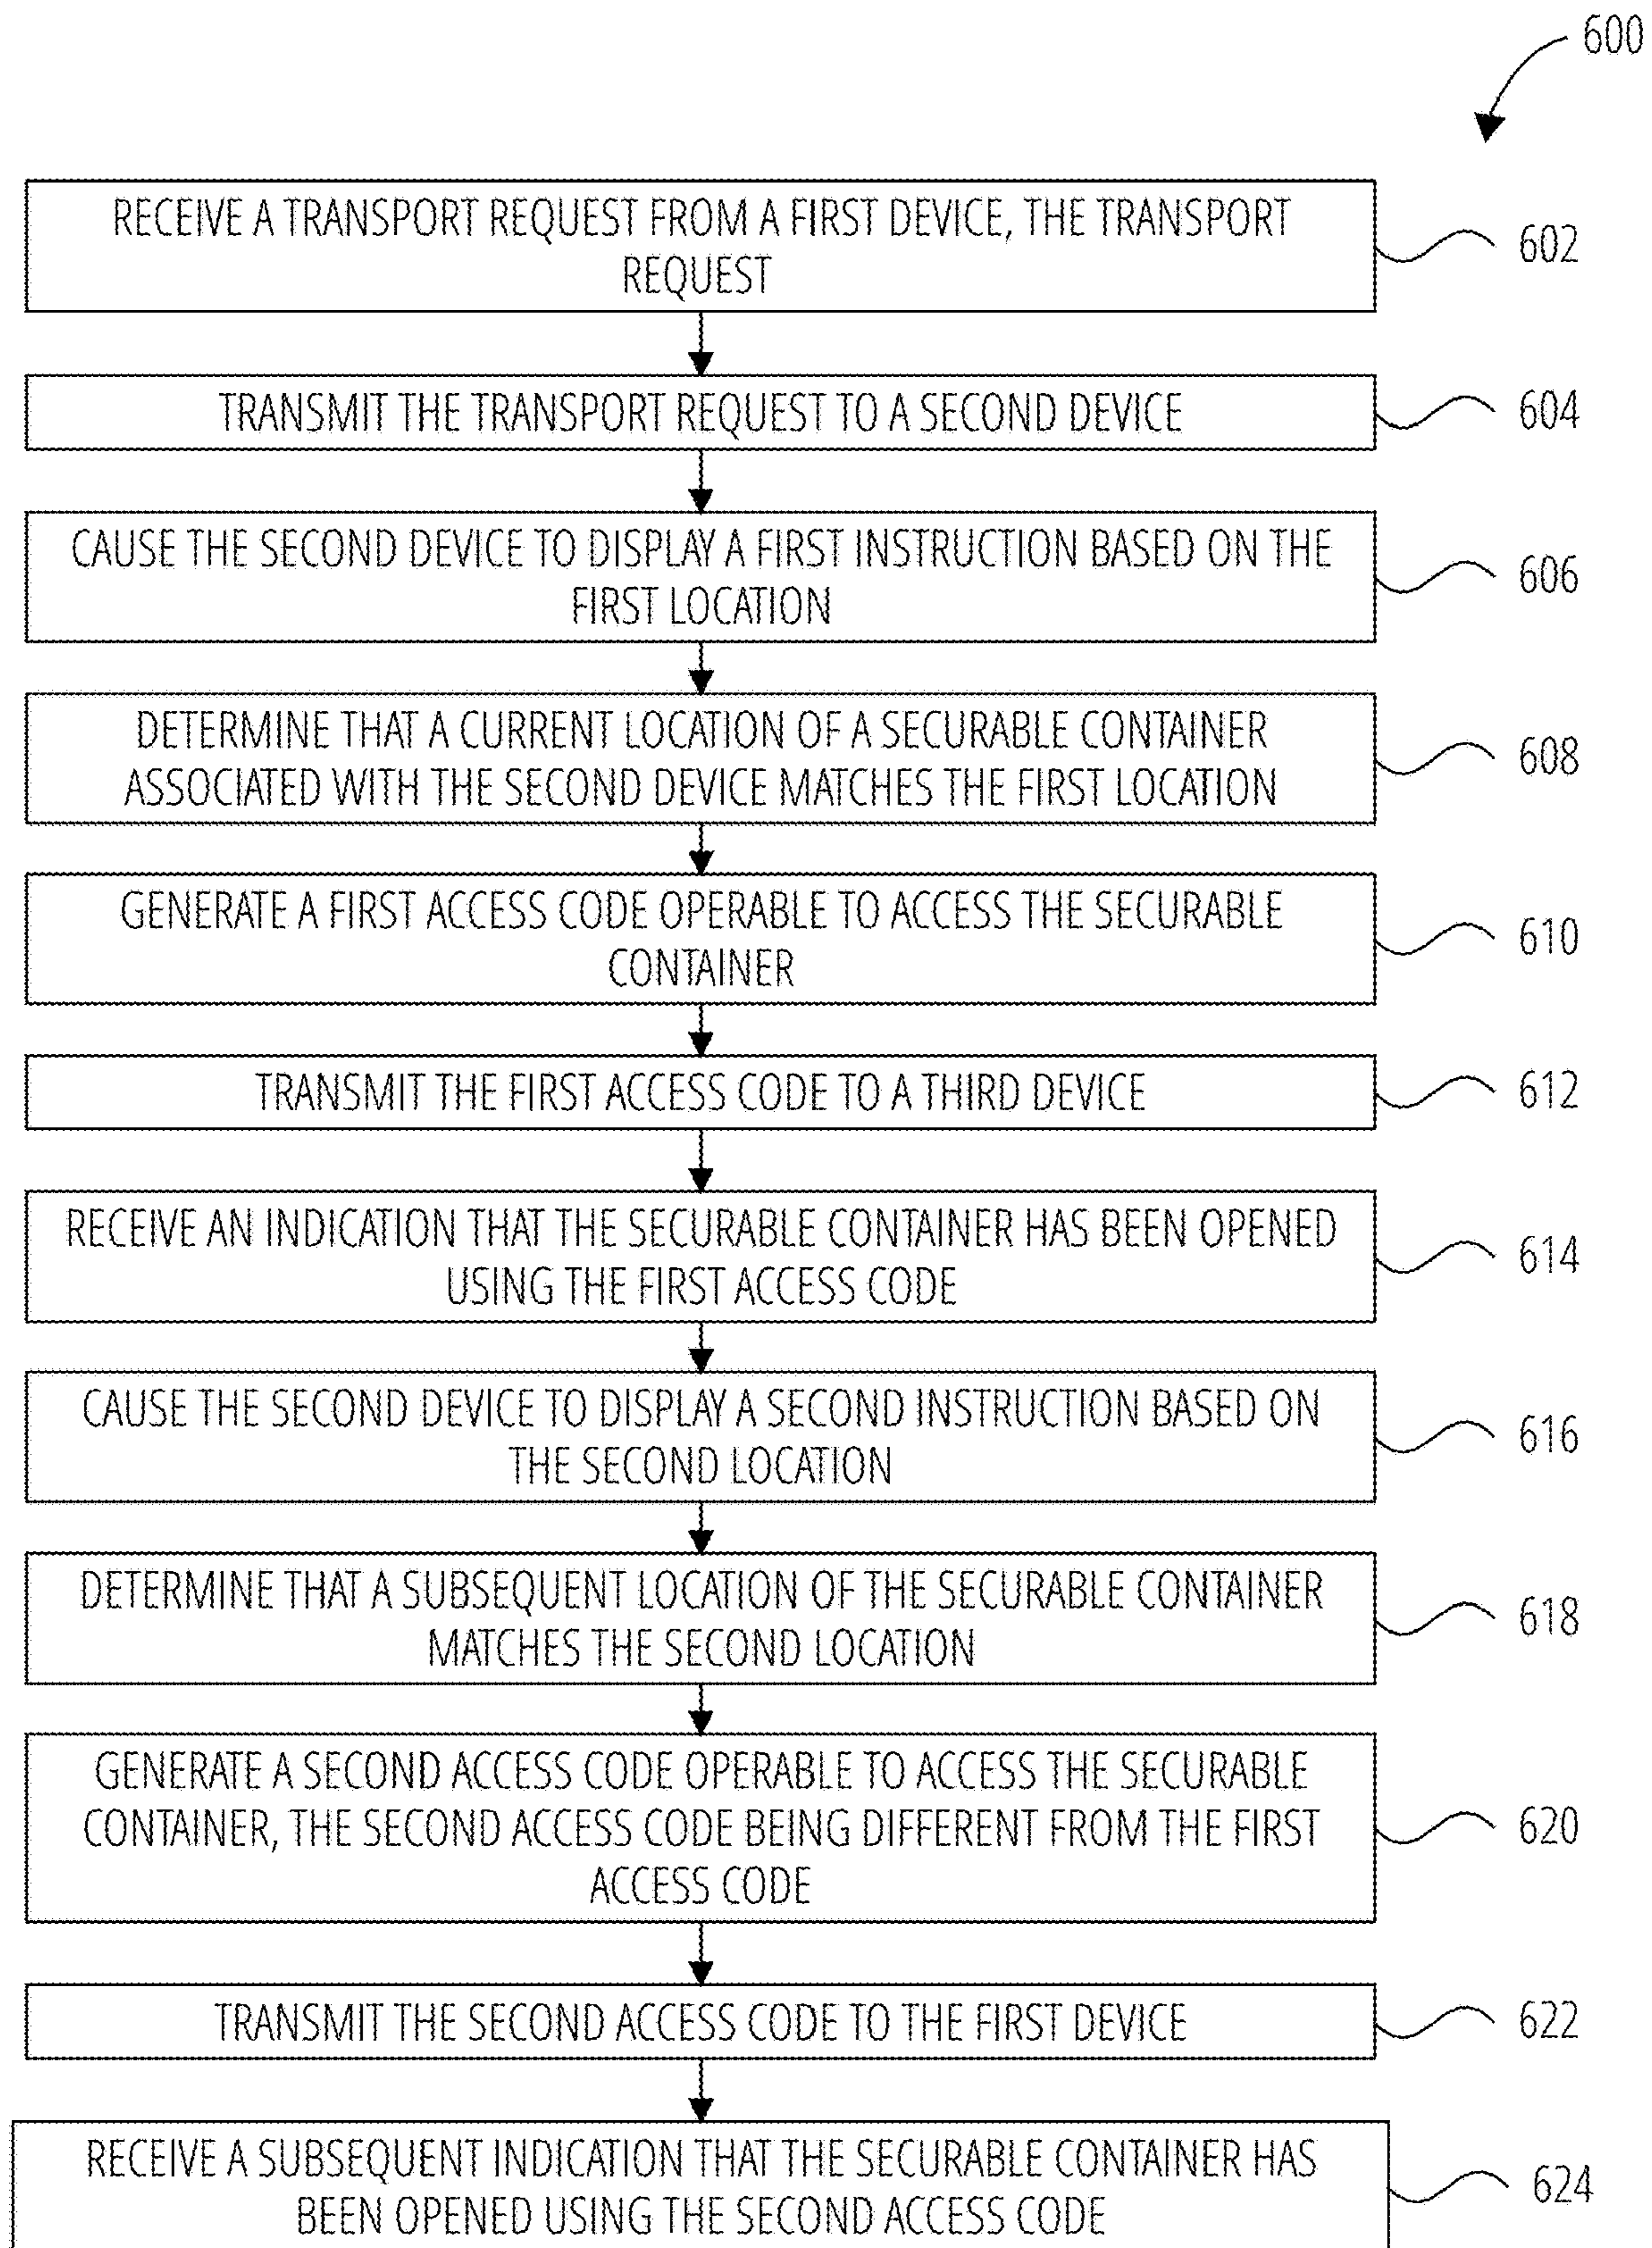 600
RECEIVE A TRANSPORT REQUEST FROM A FIRST DEVICE, THE TRANSPORT
REQUEST
602
TRANSMIT THE TRANSPORT REQUEST TO A SECOND DEVICE
604
CAUSE THE SECOND DEVICE TO DISPLAY A FIRST INSTRUCTION BASED ON THE
FIRST LOCATION
606
DETERMINE THAT A CURRENT LOCATION OF A SECURABLE CONTAINER
ASSOCIATED WITH THE SECOND DEVICE MATCHES THE FIRST LOCATION
608
GENERATE A FIRST ACCESS CODE OPERABLE TO ACCESS THE SECURABLE
CONTAINER
610
TRANSMIT THE FIRST ACCESS CODE TO A THIRD DEVICE
612
RECEIVE AN INDICATION THAT THE SECURABLE CONTAINER HAS BEEN OPENED
USING THE FIRST ACCESS CODE
614
CAUSE THE SECOND DEVICE TO DISPLAY A SECOND INSTRUCTION BASED ON
THE SECOND LOCATION
616
DETERMINE THAT A SUBSEQUENT LOCATION OF THE SECURABLE CONTAINER
MATCHES THE SECOND LOCATION
618
GENERATE A SECOND ACCESS CODE OPERABLE TO ACCESS THE SECURABLE
CONTAINER, THE SECOND ACCESS CODE BEING DIFFERENT FROM THE FIRST
ACCESS CODE
620
TRANSMIT THE SECOND ACCESS CODE TO THE FIRST DEVICE
622
RECEIVE A SUBSEQUENT INDICATION THAT THE SECURABLE CONTAINER HAS
BEEN OPENED USING THE SECOND ACCESS CODE
624